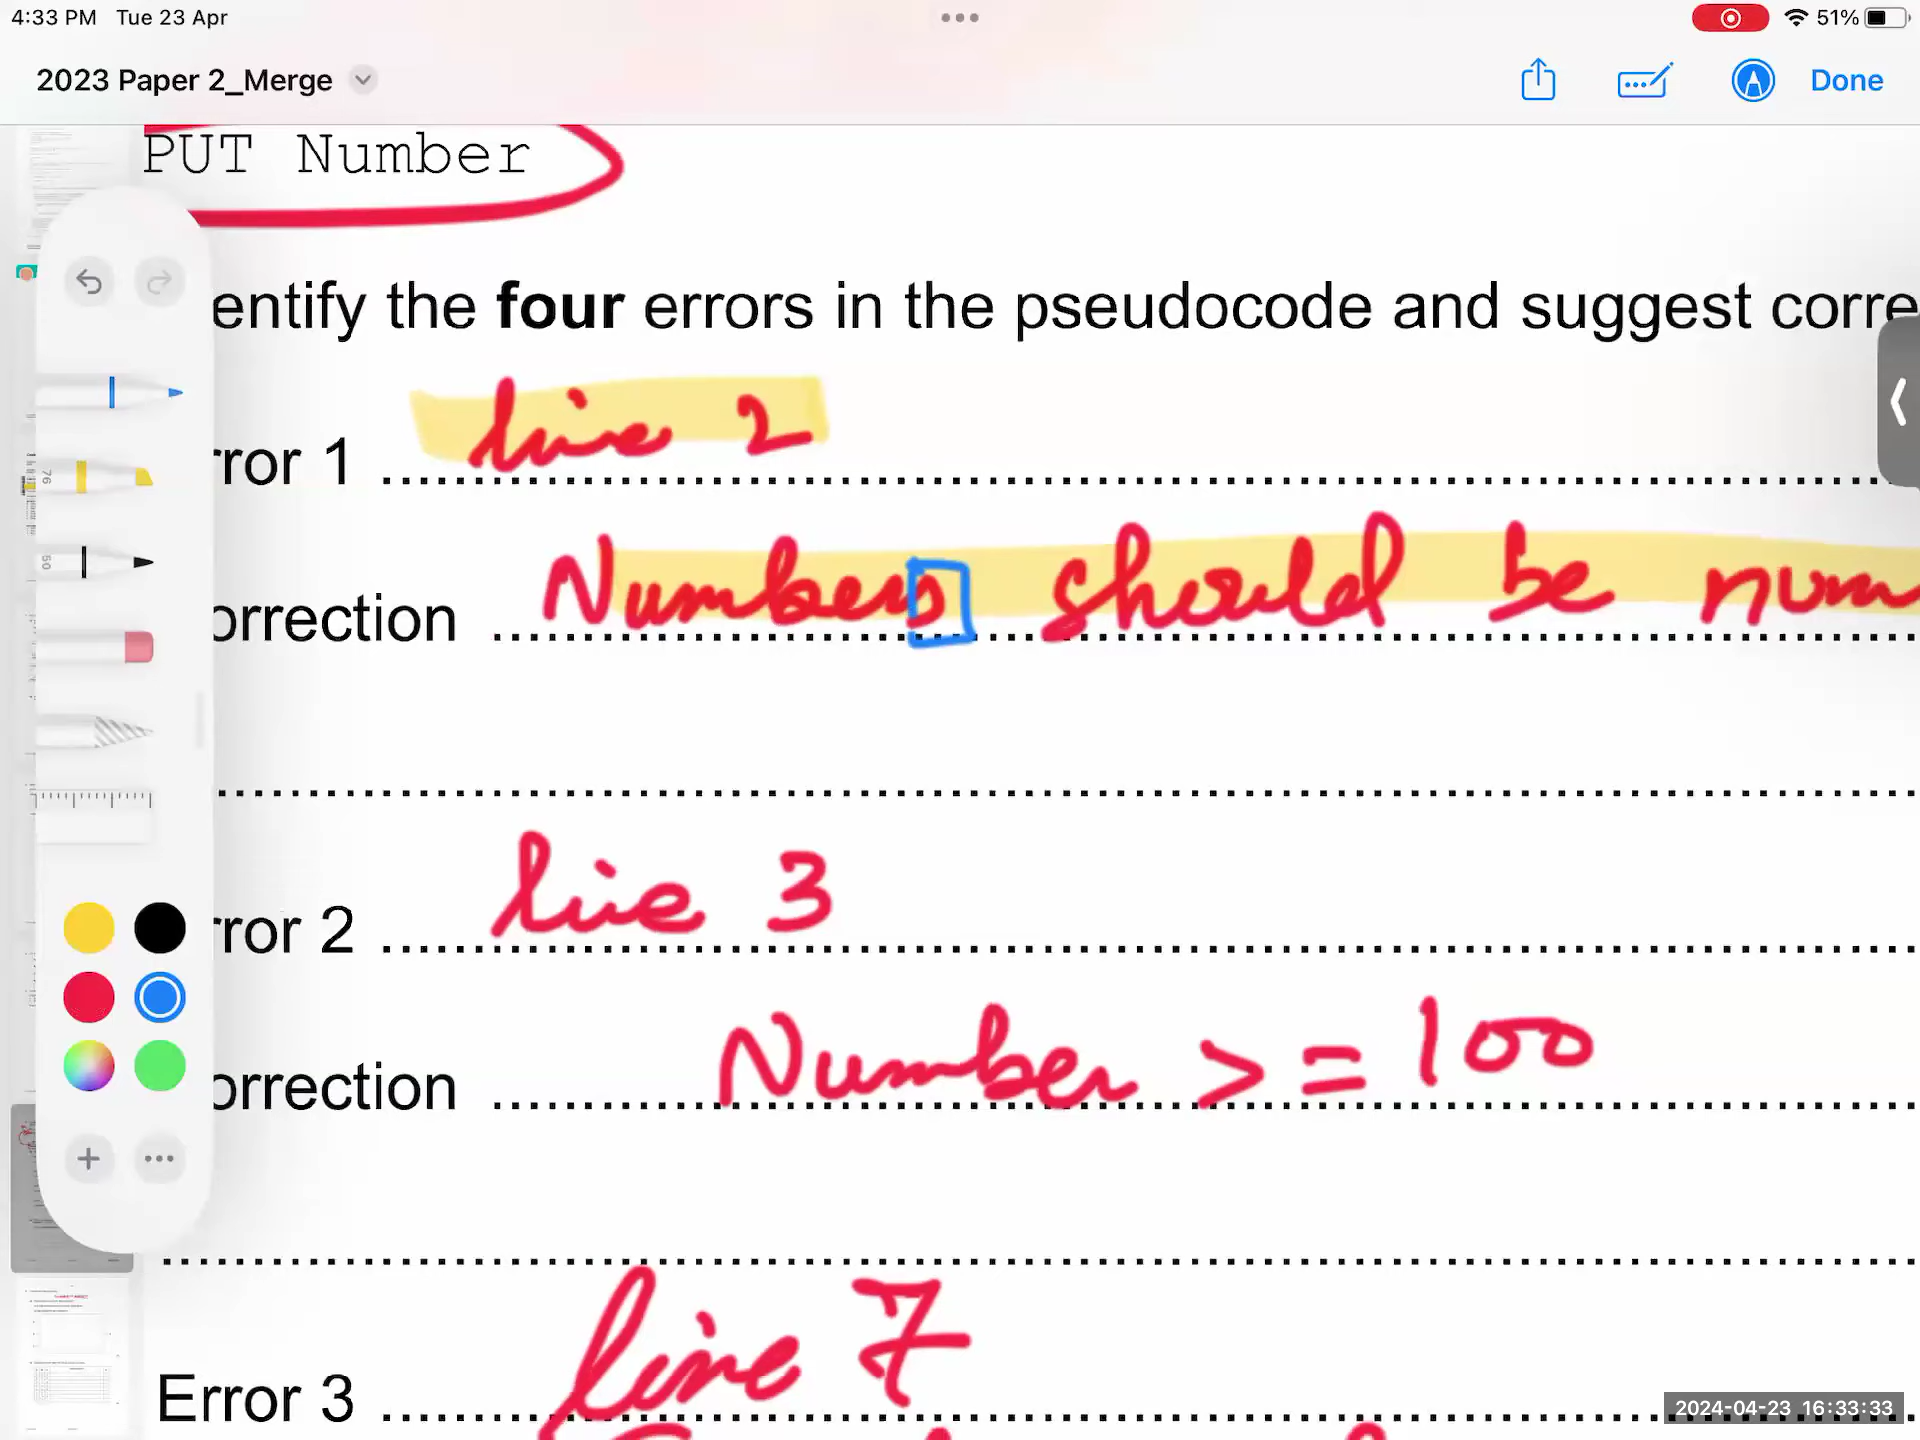 4:33 PM Tue 23 Apr
51%
2023 Paper 2_Merge
Done
PUT Number
entify the four errors in the pseudocode and suggest corre
rror 1 line 2
orrection Numbers should be num
rror 2 line 3
orrection Number >= 100
Error 3 line 7
76
50
2024-04-23 16:33:33